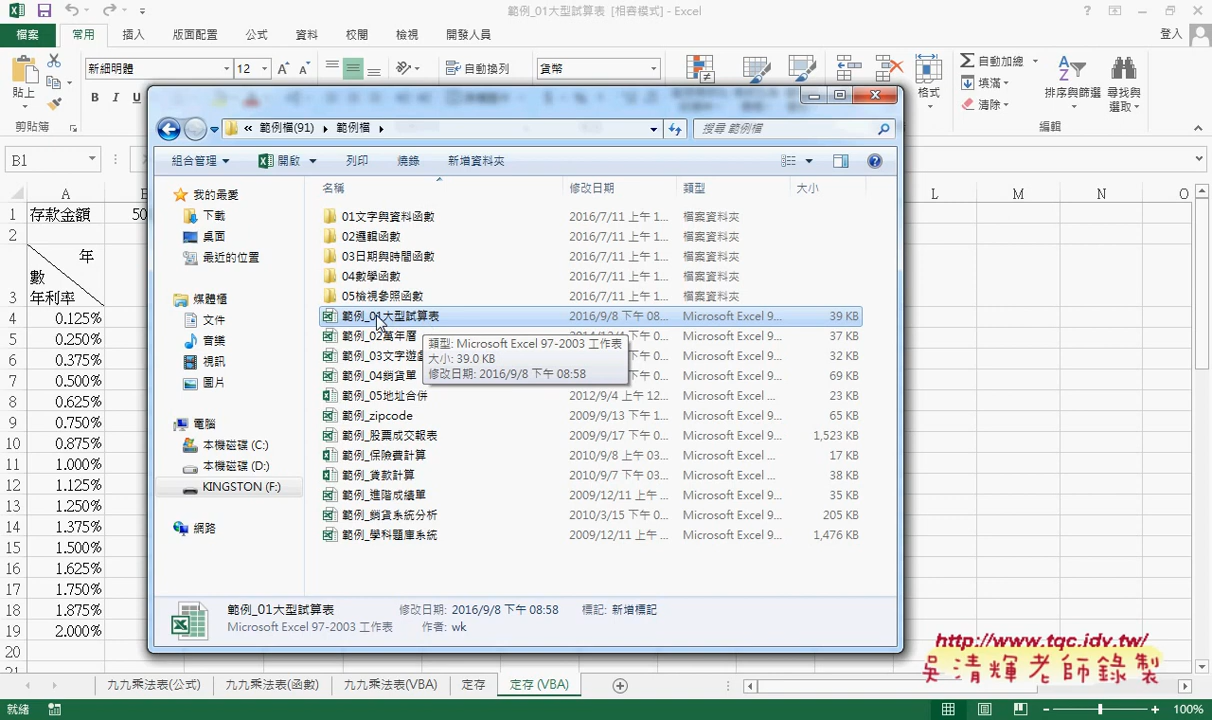 範例_01大型試算表 [相容模式] - Excel
檔案 常用 插入 版面配置 公式 資料 校閱 檢視 開發人員 登入
新細明體 12 自動換列 貨幣 自動加總
貼上 格式 填滿 排序與篩選 尋找與選取
B I U 清除
剪貼簿 編輯
« 範例檔(91) 範例檔 搜尋 範例檔
B1
組合管理 開啟 列印 燒錄 新增資料夾
名稱 修改日期 類型 大小
A L M N O
我的最愛
下載
桌面
最近的位置
媒體櫃
文件
音樂
視訊
圖片
電腦
本機磁碟 (C:)
本機磁碟 (D:)
KINGSTON (F:)
網路
01文字與資料函數 2016/7/11 上午 1... 檔案資料夾
02邏輯函數 2016/7/11 上午 1... 檔案資料夾
03日期與時間函數 2016/7/11 上午 1... 檔案資料夾
04數學函數 2016/7/11 上午 1... 檔案資料夾
05檢視參照函數 2016/7/11 上午 1... 檔案資料夾
範例_01大型試算表 2016/9/8 下午 08... Microsoft Excel 9... 39 KB
範例_02萬年曆 Microsoft Excel 9... 37 KB
範例_03文字遊 Microsoft Excel 9... 36 KB
範例_04銷貨單 Microsoft Excel 9... 69 KB
範例_05地址合併 2012/9/4 上午 12... Microsoft Excel 9... 23 KB
範例_zipcode 2009/9/13 下午 1... Microsoft Excel 9... 65 KB
範例_股票成交報表 2009/9/17 下午 0... Microsoft Excel 9... 1,523 KB
範例_保險費計算 2010/9/8 上午 03... Microsoft Excel 9... 17 KB
範例_貸款計算 2010/9/7 下午 03... Microsoft Excel 9... 38 KB
範例_進階成績單 2009/12/11 上午 ... Microsoft Excel 9... 35 KB
範例_銷貨系統分析 2010/3/15 下午 0... Microsoft Excel 9... 205 KB
範例_學科題庫系統 2009/12/11 上午 ... Microsoft Excel 9... 1,476 KB
類型: Microsoft Excel 97-2003 工作表
大小: 39.0 KB
修改日期: 2016/9/8 下午 08:58
範例_01大型試算表 修改日期: 2016/9/8 下午 08:58 標記: 新增標記
Microsoft Excel 97-2003 工作表 作者: wk
1 存款金額 50
2
年
數
3 年利率
4 0.125%
5 0.250%
6 0.375%
7 0.500%
8 0.625%
9 0.750%
10 0.875%
11 1.000%
12 1.125%
13 1.250%
14 1.375%
15 1.500%
16 1.625%
17 1.750%
18 1.875%
19 2.000%
20
http://www.tqc.idv.tw/
吳清輝老師錄製
九九乘法表(公式) 九九乘法表(函數) 九九乘法表(VBA) 定存 定存 (VBA)
就緒 100%